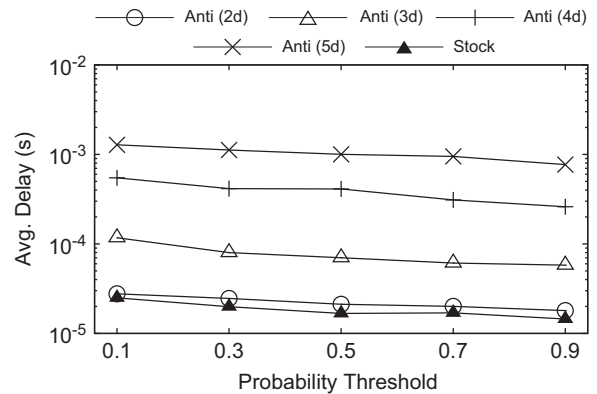 Anti (2d) Anti (3d) Anti (4d)
Anti (5d) Stock
10^-2
10^-3
10^-4
10^-5
Avg. Delay (s)
0.1 0.3 0.5 0.7 0.9
Probability Threshold